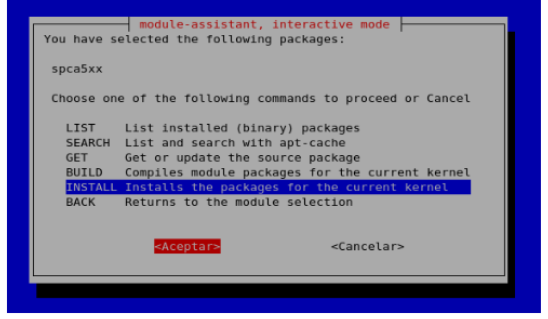 module-assistant, interactive mode
You have selected the following packages:
spca5xx
Choose one of the following commands to proceed or Cancel
LIST List installed (binary) packages
SEARCH List and search with apt-cache
GET Get or update the source package
BUILD Compiles module packages for the current kernel
INSTALL Installs the packages for the current kernel
BACK Returns to the module selection
<Aceptar> <Cancelar>